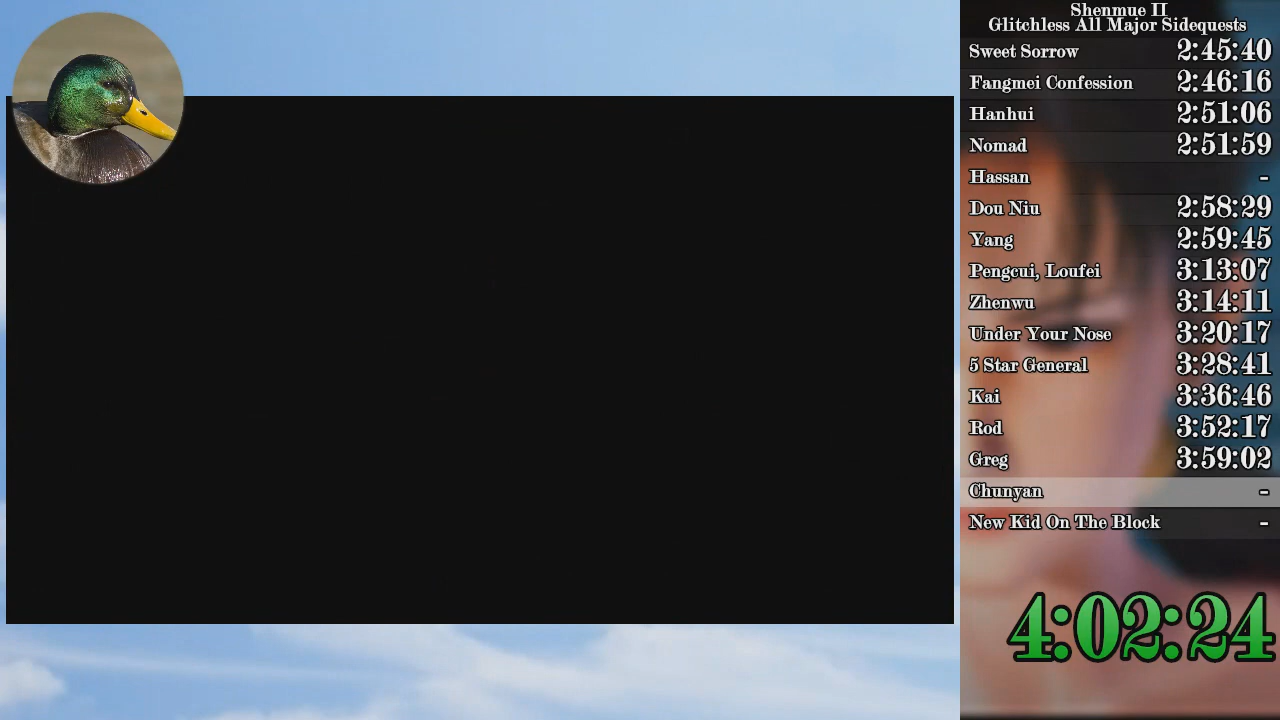 Shenmue II
Glitchless All Major Sidequests
Sweet Sorrow 2:45:40
Fangmei Confession 2:46:16
Hanhui 2:51:06
Nomad 2:51:59
Hassan -
Dou Niu 2:58:29
Yang 2:59:45
Pengcui, Loufei 3:13:07
Zhenwu 3:14:11
Under Your Nose 3:20:17
5 Star General 3:28:41
Kai 3:36:46
Rod 3:52:17
Greg 3:59:02
Chunyan -
New Kid On The Block -
4:02:24